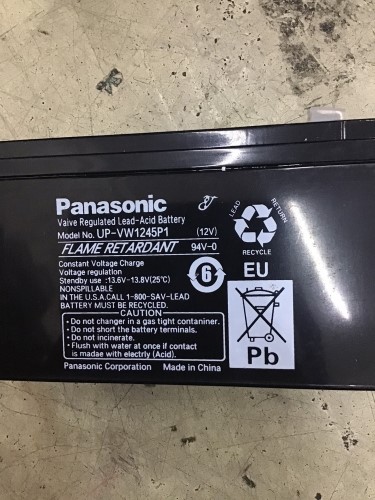 Panasonic
Valve Regulated Lead-Acid Battery
Model No. UP-VW1245P1 (12V)
FLAME RETARDANT 94V-0
Constant Voltage Charge
Voltage regulation
Standby use :13.6V-13.8V(25℃)
NONSPILLABLE
IN THE U.S.A.CALL 1-800-SAV-LEAD
BATTERY MUST BE RECYCLED.
CAUTION
• Do not changer in a gas tight contaniner.
• Do not short the battery terminals.
• Do not incinerate.
• Flush with water at once if contact
is madae with electrly (Acid).
Panasonic Corporation Made in China
6
LEAD
RETURN
RECYCLE
EU
Pb